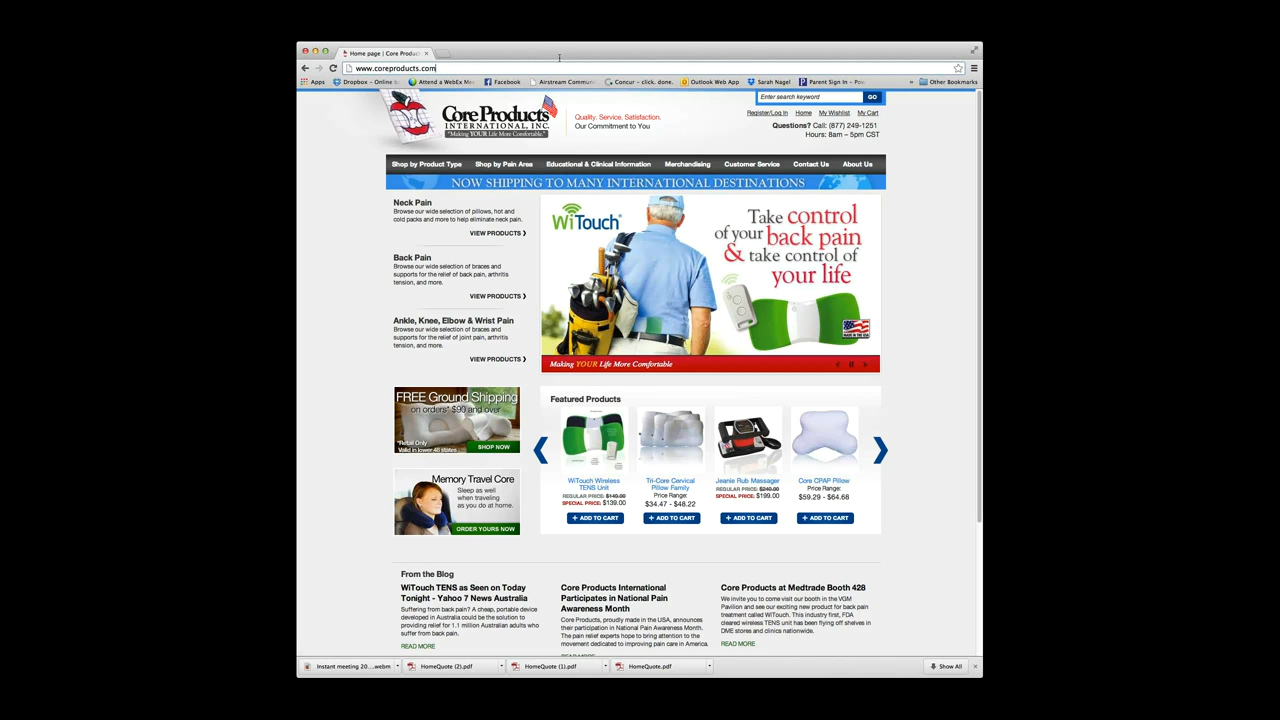 Home page | Core Produc
www.coreproducts.com
Apps
Dropbox - Online b
Attend a WebEx Me
Facebook
Airstream Commun
Concur - click. done.
Outlook Web App
Sarah Nagel
Parent Sign In - Pow
»
Other Bookmarks
Enter search keyword
GO
Core Products
INTERNATIONAL, INC.
"Making YOUR Life More Comfortable."
Quality. Service. Satisfaction.
Our Commitment to You
Register/Log In Home My Wishlist My Cart
Questions? Call: (877) 249-1251
Hours: 8am – 5pm CST
Shop by Product Type Shop by Pain Area Educational & Clinical Information Merchandising Customer Service Contact Us About Us
NOW SHIPPING TO MANY INTERNATIONAL DESTINATIONS
Neck Pain
Browse our wide selection of pillows, hot and
cold packs and more to help eliminate neck pain.
VIEW PRODUCTS ❯
Back Pain
Browse our wide selection of braces and
supports for the relief of back pain, arthritis
tension, and more.
VIEW PRODUCTS ❯
Ankle, Knee, Elbow & Wrist Pain
Browse our wide selection of braces and
supports for the relief of joint pain, arthritis
tension, and more.
VIEW PRODUCTS ❯
WiTouch®
Take control
of your back pain
& take control of
your life
MADE IN THE USA
Making YOUR Life More Comfortable
FREE Ground Shipping
on orders* $90 and over
*Retail Only
Valid in lower 48 states
SHOP NOW
Memory Travel Core
Sleep as well
when traveling
as you do at home.
ORDER YOURS NOW
Featured Products
WiTouch Wireless
TENS Unit
REGULAR PRICE: $149.00
SPECIAL PRICE: $139.00
+ ADD TO CART
Tri-Core Cervical
Pillow Family
Price Range:
$34.47 - $48.22
+ ADD TO CART
Jeanie Rub Massager
REGULAR PRICE: $249.00
SPECIAL PRICE: $199.00
+ ADD TO CART
Core CPAP Pillow
Price Range:
$59.29 - $64.68
+ ADD TO CART
From the Blog
WiTouch TENS as Seen on Today
Tonight - Yahoo 7 News Australia
Suffering from back pain? A cheap, portable device
developed in Australia could be the solution to
providing relief for 1.1 million Australian adults who
suffer from back pain.
READ MORE
Core Products International
Participates in National Pain
Awareness Month
Core Products, proudly made in the USA, announces
their participation in National Pain Awareness Month.
The pain relief experts hope to bring attention to the
movement dedicated to improving pain care in America.
READ MORE
Core Products at Medtrade Booth 428
We invite you to come visit our booth in the VGM
Pavilion and see our exciting new product for back pain
treatment called WiTouch. This industry first, FDA
cleared wireless TENS unit has been flying off shelves in
DME stores and clinics nationwide.
READ MORE
Instant meeting 20....webm
HomeQuote (2).pdf
HomeQuote (1).pdf
HomeQuote.pdf
Show All